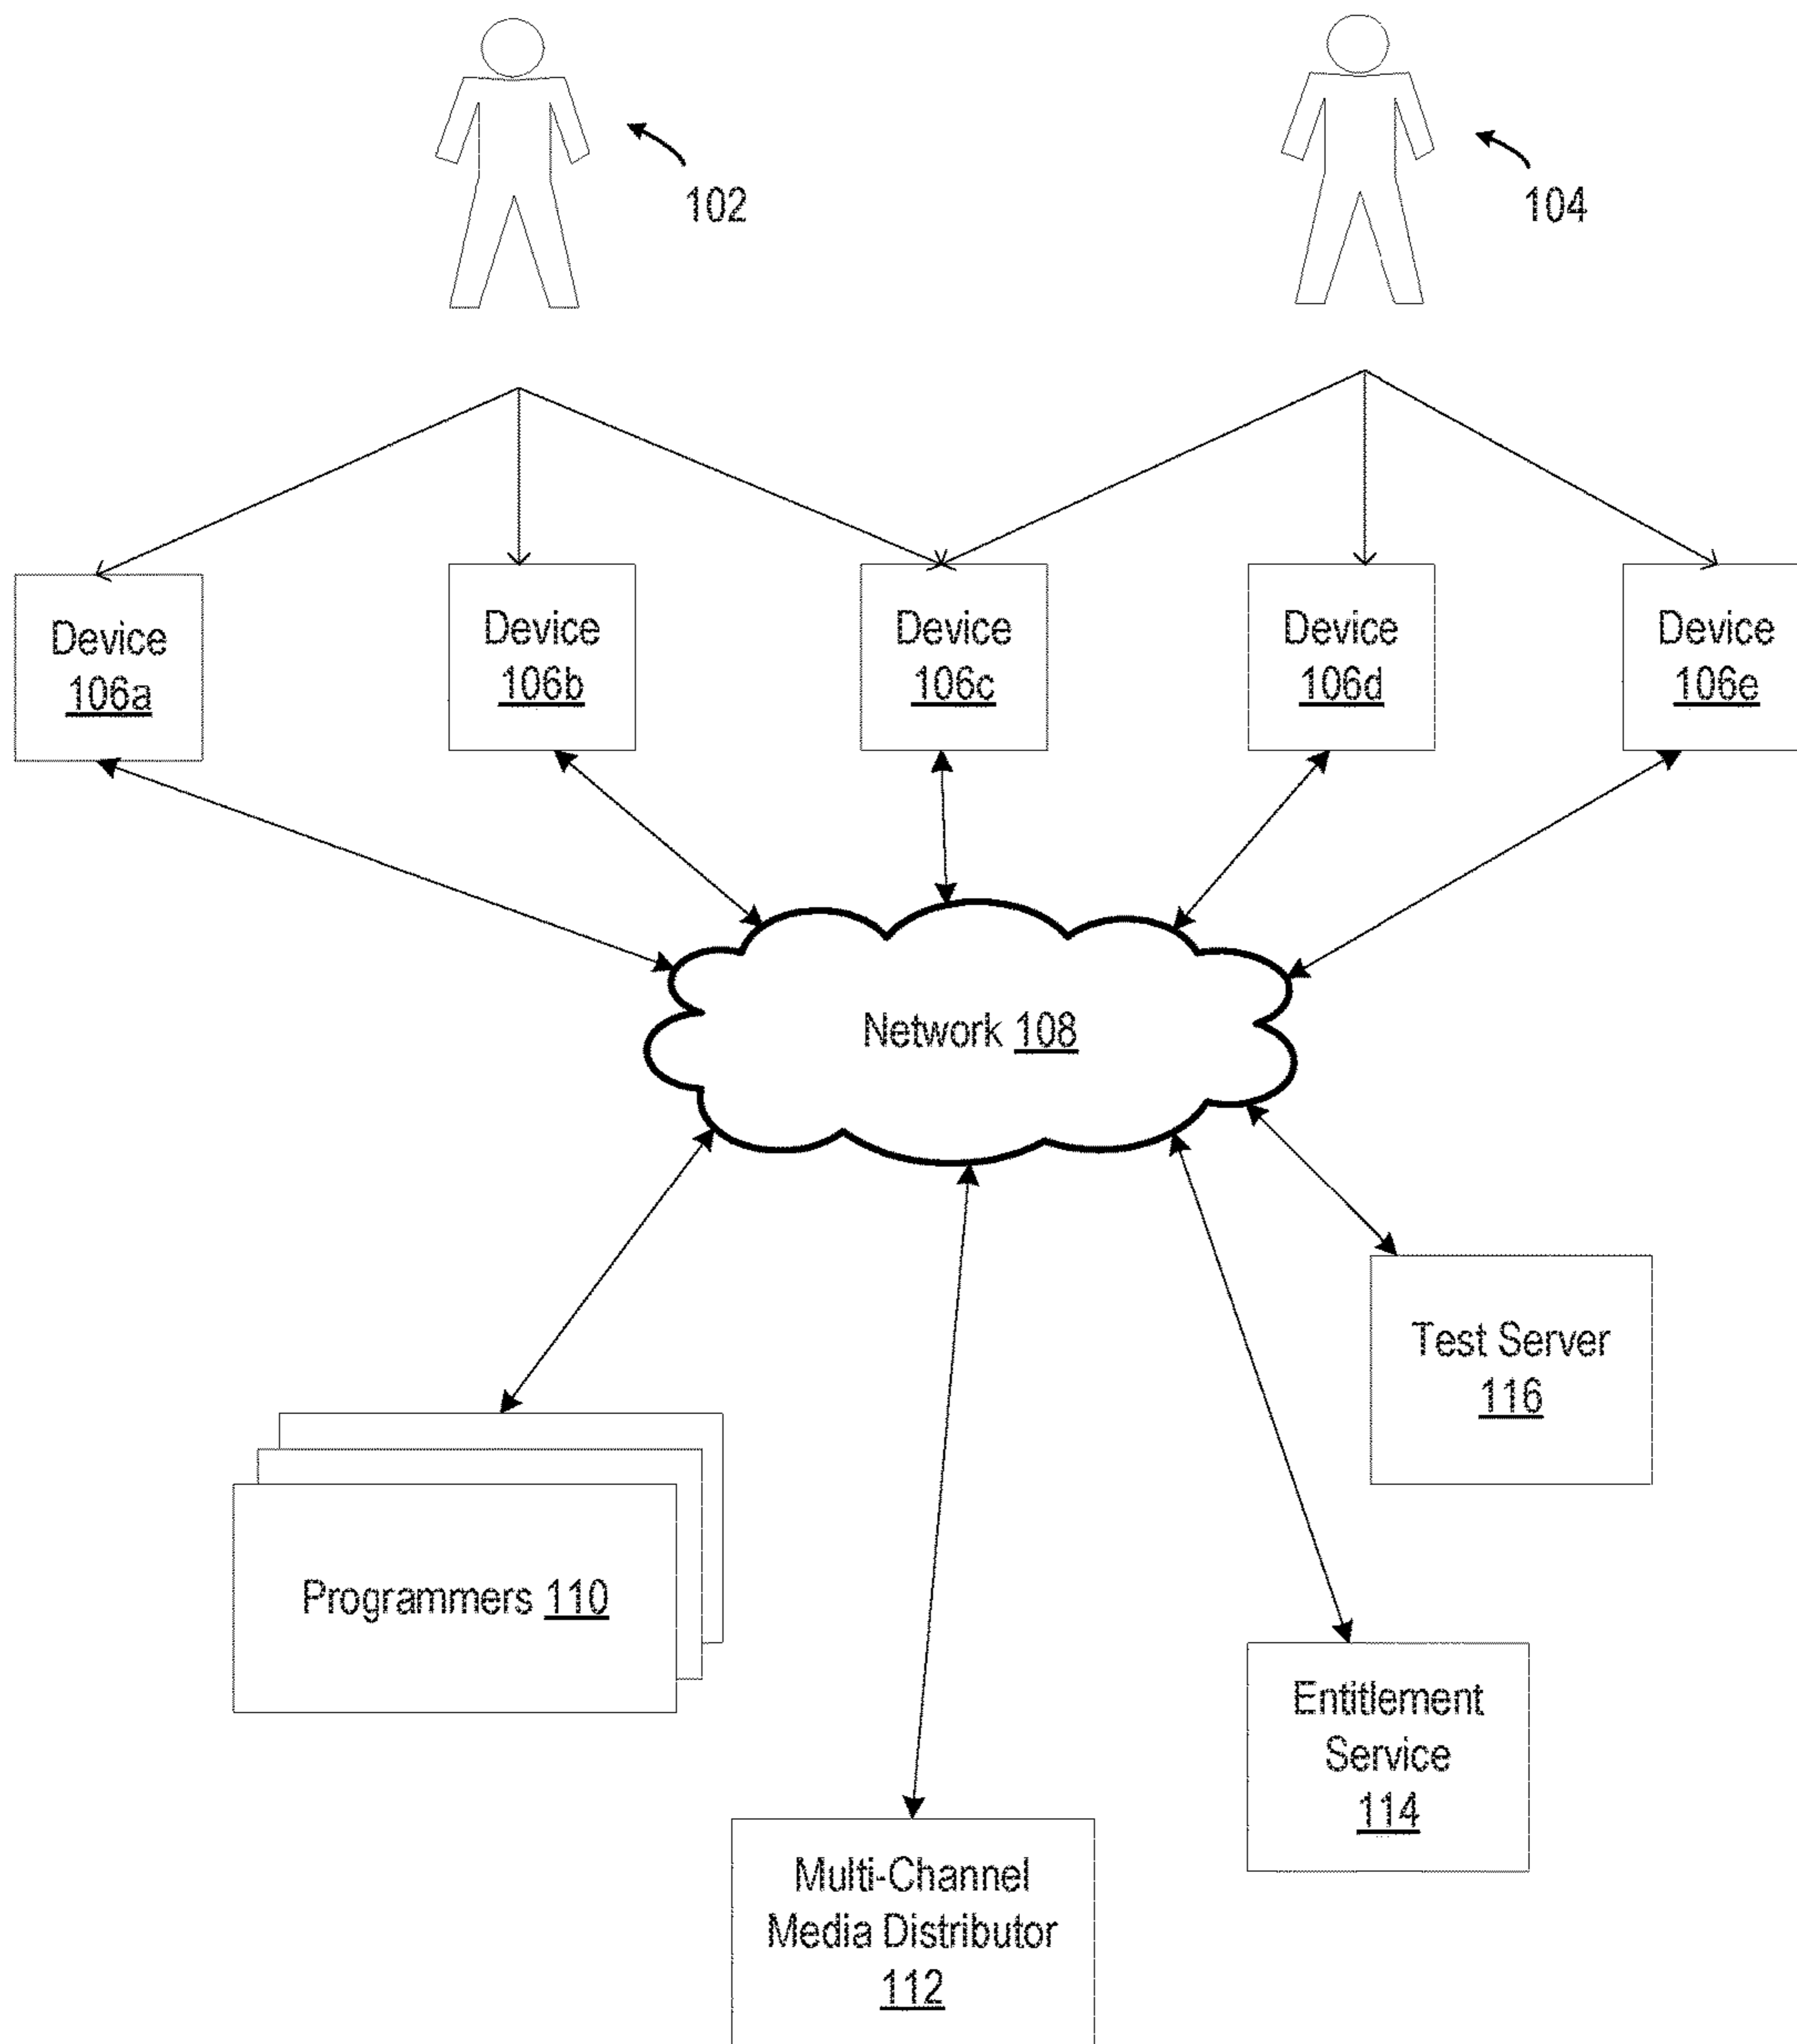 102
104
Device
106a
Device
106b
Device
106c
Device
106d
Device
106e
Network 108
Test Server
116
Programmers 110
Entitlement
Service
114
Multi-Channel
Media Distributor
112